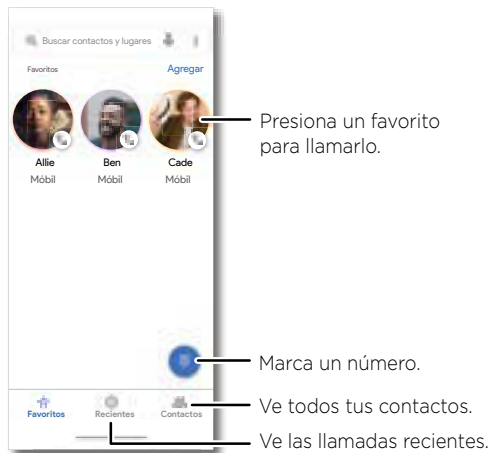 Buscar contactos y lugares
Favoritos Agregar
Allie Ben Cade
Móbil Móbil Móbil
Presiona un favorito
para llamarlo.
Marca un número.
Favoritos Recientes Contactos
Ve todos tus contactos.
Ve las llamadas recientes.